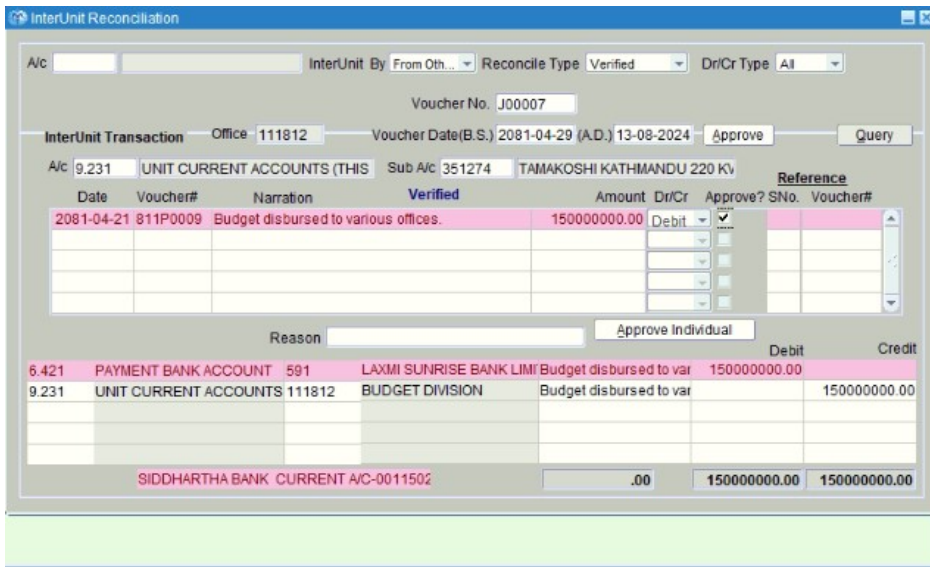 InterUnit Reconciliation
A/c InterUnit By From Oth... Reconcile Type Verified Dr/Cr Type All
Voucher No. J00007
InterUnit Transaction Office 111812 Voucher Date(B.S.) 2081-04-29 (A.D.) 13-08-2024 Approve Query
A/c 9.231 UNIT CURRENT ACCOUNTS (THIS Sub A/c 351274 TAMAKOSHI KATHMANDU 220 KV
Reference
Date Voucher# Narration Verified Amount Dr/Cr Approve? SNo. Voucher#
2081-04-21 811P0009 Budget disbursed to various offices. 150000000.00 Debit
Reason Approve Individual
Debit Credit
6.421 PAYMENT BANK ACCOUNT 591 LAXMI SUNRISE BANK LIMI Budget disbursed to var 150000000.00
9.231 UNIT CURRENT ACCOUNTS 111812 BUDGET DIVISION Budget disbursed to var 150000000.00
SIDDHARTHA BANK CURRENT A/C-0011502 .00 150000000.00 150000000.00